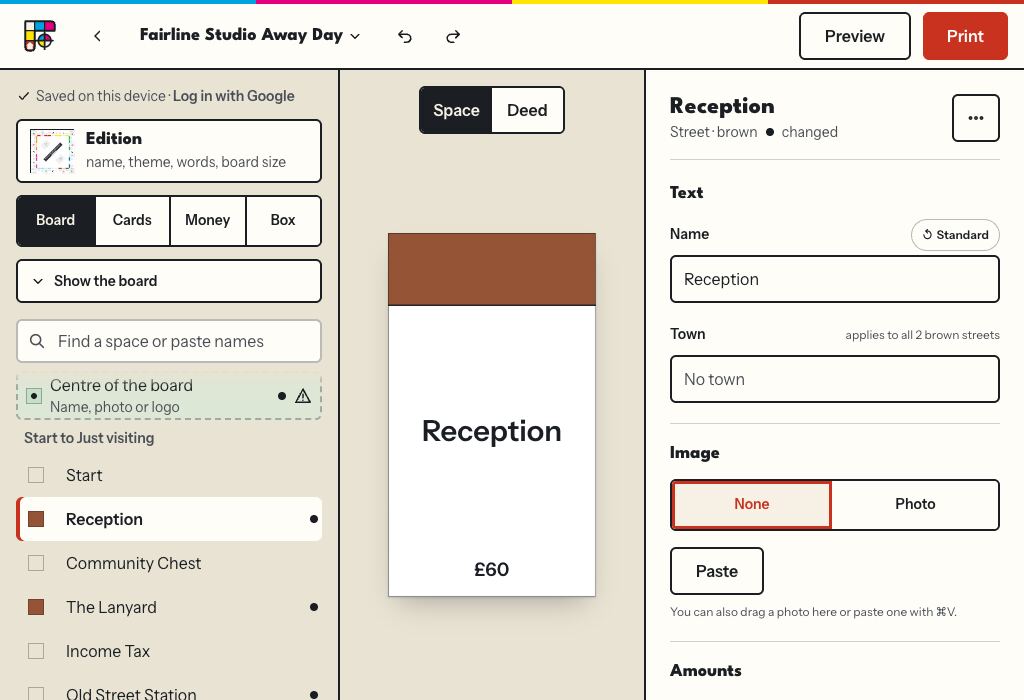 Fairline Studio Away Day
Preview
Print
Saved on this device · Log in with Google
Edition
name, theme, words, board size
Board
Cards
Money
Box
Show the board
Find a space or paste names
Centre of the board
Name, photo or logo
Start to Just visiting
Start
Reception
Community Chest
The Lanyard
Income Tax
Old Street Station
Space
Deed
Reception
£60
Reception
Street · brown ● changed
Text
Name
Standard
Reception
Town
applies to all 2 brown streets
No town
Image
None
Photo
Paste
You can also drag a photo here or paste one with ⌘V.
Amounts